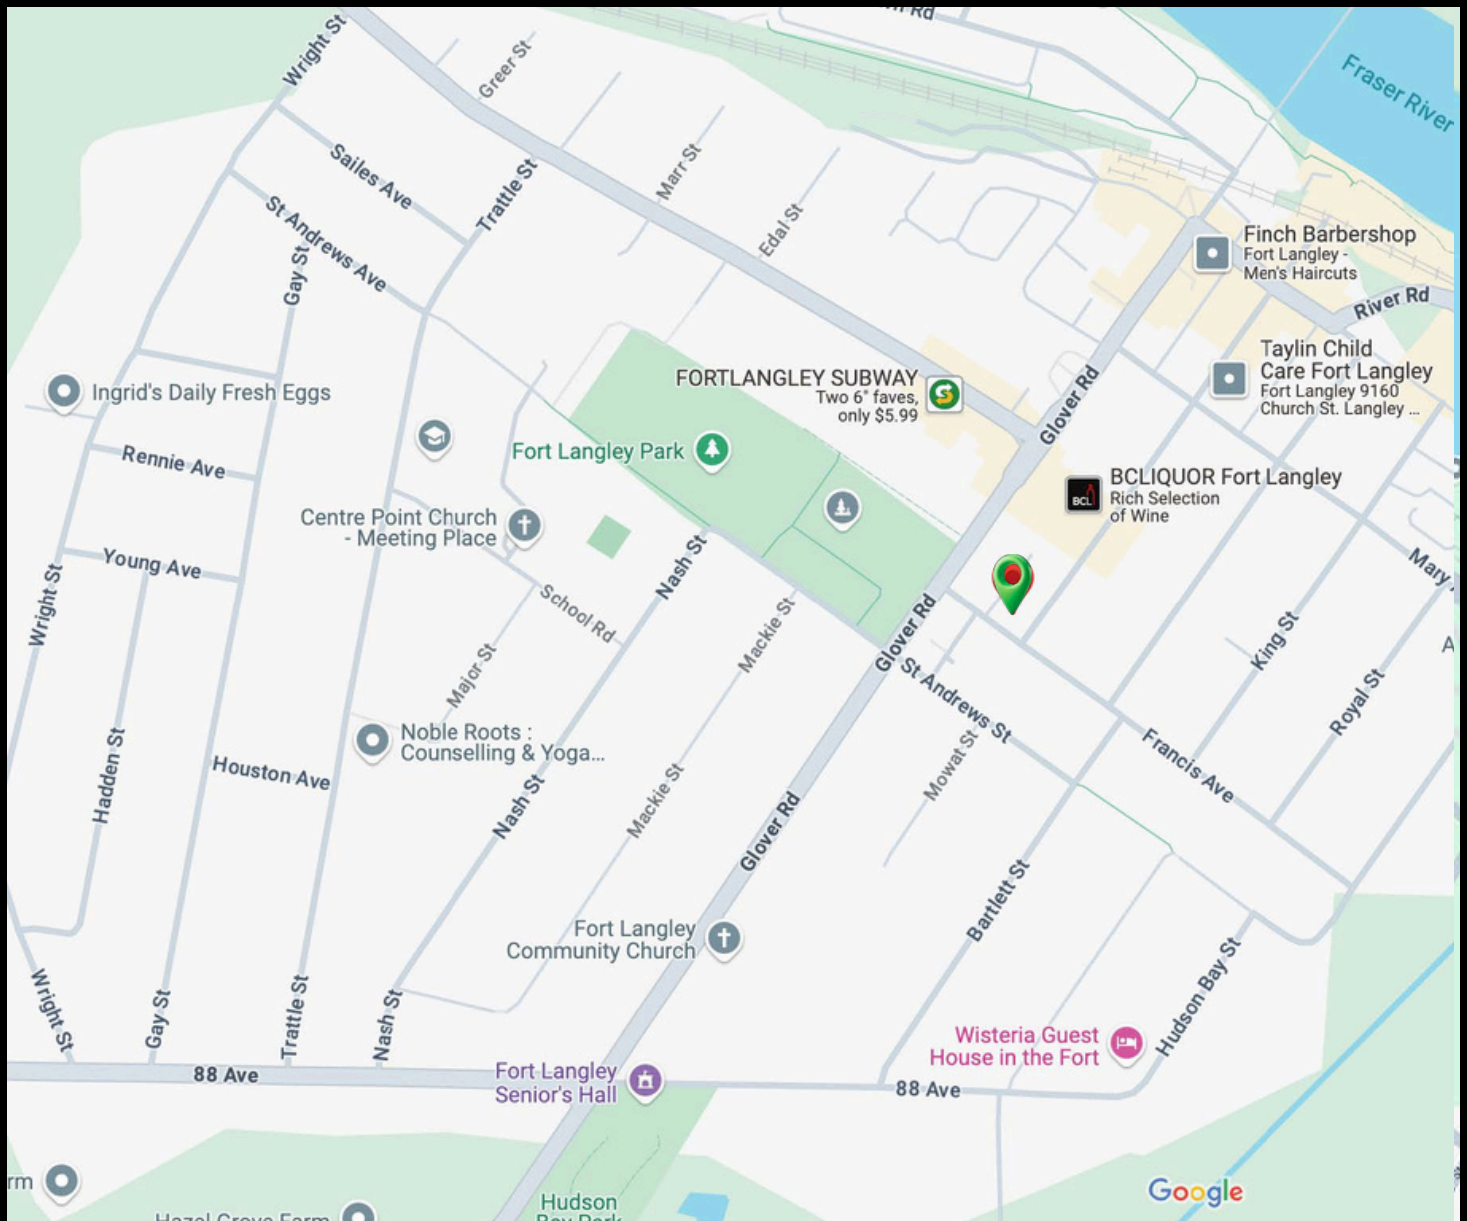 Wright St
Greer St
Fraser River
Sailes Ave
Marr St
Trattle St
St Andrews Ave
Edal St
Gay St
Finch Barbershop
Fort Langley -
Men's Haircuts
River Rd
Taylin Child
Care Fort Langley
Fort Langley 9160
Church St. Langley ...
FORTLANGLEY SUBWAY
Two 6" faves,
only $5.99
Ingrid's Daily Fresh Eggs
Glover Rd
Fort Langley Park
Rennie Ave
BCLIQUOR Fort Langley
Rich Selection
of Wine
BCL
Centre Point Church
- Meeting Place
Young Ave
Nash St
Mary
Wright St
School Rd
Mackie St
Glover Rd
King St
A
Major St
St Andrews St
Royal St
Noble Roots :
Counselling & Yoga...
Hadden St
Houston Ave
Mowat St
Francis Ave
Nash St
Mackie St
Glover Rd
Bartlett St
Fort Langley
Community Church
Wright St
Gay St
Trattle St
Nash St
Hudson Bay St
Wisteria Guest
House in the Fort
88 Ave
Fort Langley
Senior's Hall
88 Ave
rm
Google
Hudson
Bay Park
Hazel Grove Farm